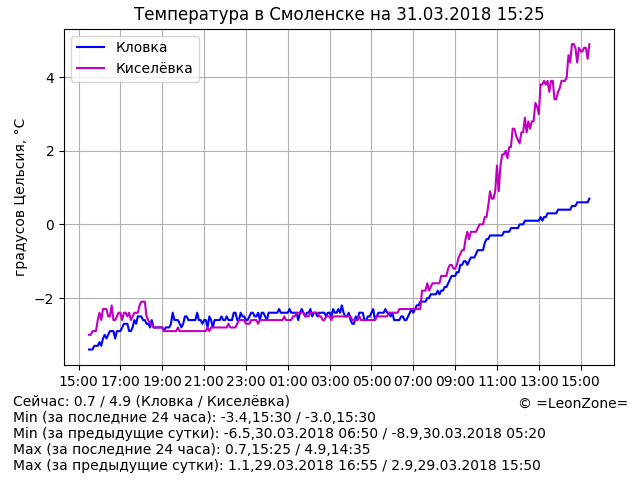 Температура в Смоленске на 31.03.2018 15:25
Кловка
Киселёвка
градусов Цельсия, °C
4
2
0
−2
15:00 17:00 19:00 21:00 23:00 01:00 03:00 05:00 07:00 09:00 11:00 13:00 15:00
Сейчас: 0.7 / 4.9 (Кловка / Киселёвка)
© =LeonZone=
Min (за последние 24 часа): -3.4,15:30 / -3.0,15:30
Min (за предыдущие сутки): -6.5,30.03.2018 06:50 / -8.9,30.03.2018 05:20
Max (за последние 24 часа): 0.7,15:25 / 4.9,14:35
Max (за предыдущие сутки): 1.1,29.03.2018 16:55 / 2.9,29.03.2018 15:50